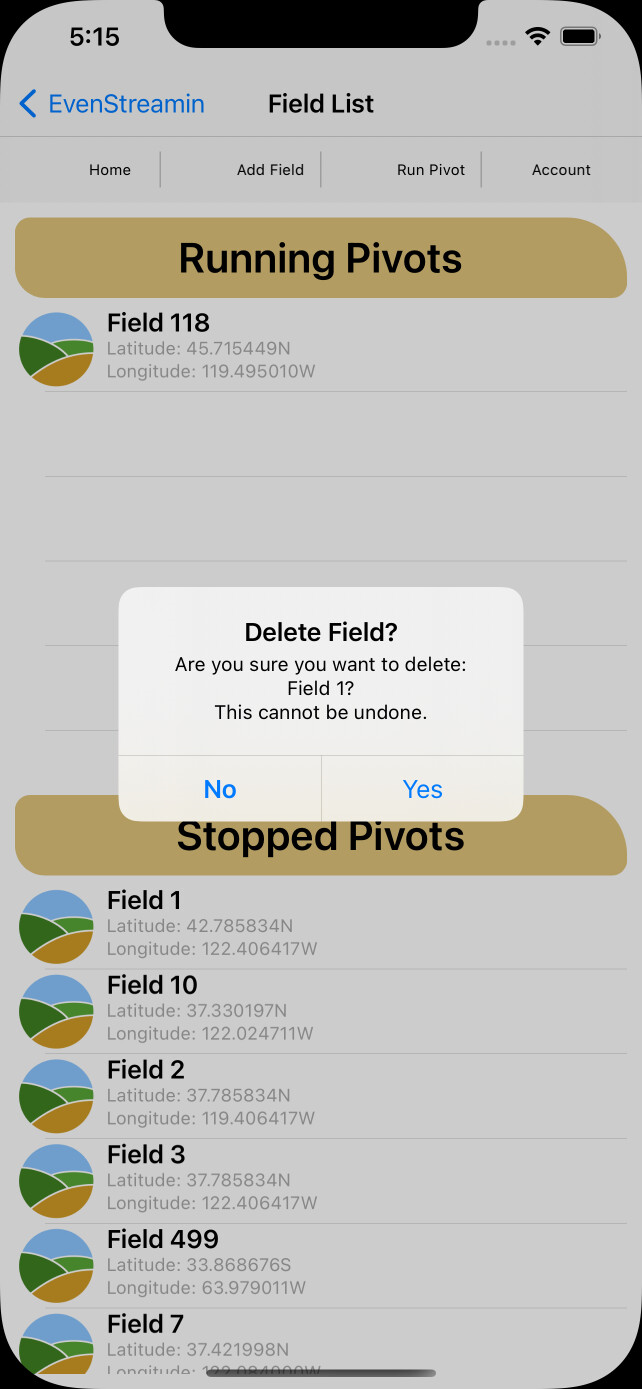 5:15
EvenStreamin
Field List
Home
Add Field
Run Pivot
Account
Running Pivots
Field 118
Latitude: 45.715449N
Longitude: 119.495010W
Delete Field?
Are you sure you want to delete:
Field 1?
This cannot be undone.
No
Yes
Stopped Pivots
Field 1
Latitude: 42.785834N
Longitude: 122.406417W
Field 10
Latitude: 37.330197N
Longitude: 122.024711W
Field 2
Latitude: 37.785834N
Longitude: 119.406417W
Field 3
Latitude: 37.785834N
Longitude: 122.406417W
Field 499
Latitude: 33.868676S
Longitude: 63.979011W
Field 7
Latitude: 37.421998N
Longitude: